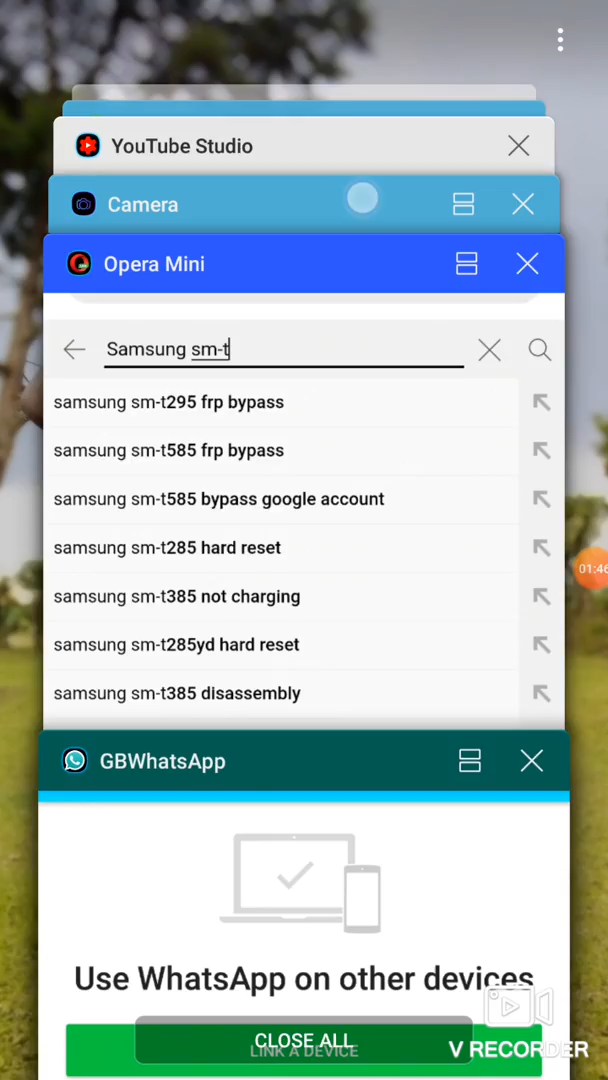 YouTube Studio
Camera
Opera Mini
Samsung sm-t
samsung sm-t295 frp bypass
samsung sm-t585 frp bypass
samsung sm-t585 bypass google account
samsung sm-t285 hard reset
samsung sm-t385 not charging
samsung sm-t285yd hard reset
samsung sm-t385 disassembly
01:46
GBWhatsApp
Use WhatsApp on other devices
CLOSE ALL
LINK A DEVICE
V RECORDER